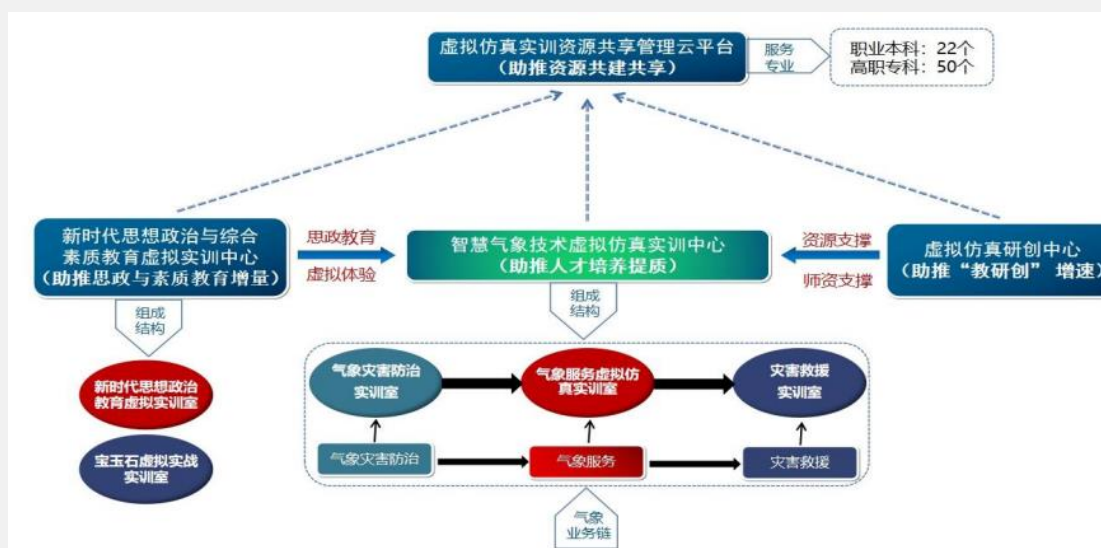 虚拟仿真实训资源共享管理云平台
（助推资源共建共享）
服务
专业
职业本科：22个
高职专科：50个
新时代思想政治与综合
素质教育虚拟实训中心
（助推思政与素质教育增量）
思政教育
虚拟体验
智慧气象技术虚拟仿真实训中心
（助推人才培养提质）
资源支撑
师资支撑
虚拟仿真研创中心
（助推“教研创” 增速）
组成
结构
组成
结构
新时代思想政治
教育虚拟实训室
宝玉石虚拟实战
实训室
气象灾害防治
实训室
气象服务虚拟仿
真实训室
灾害救援
实训室
气象灾害防治
气象服务
灾害救援
气象
业务链